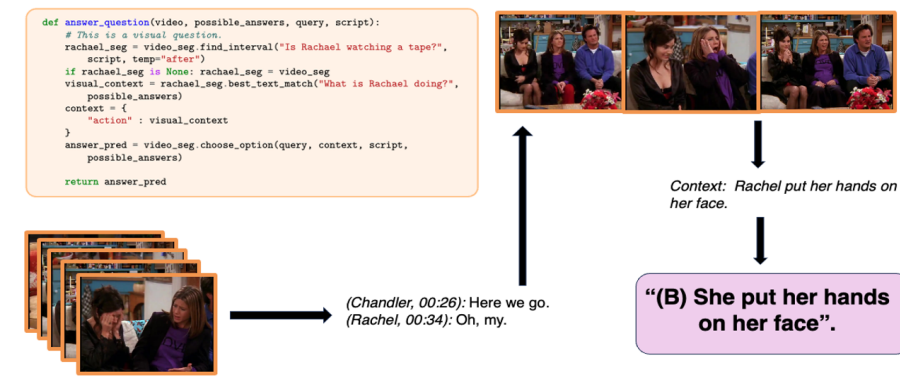 def answer_question(video, possible_answers, query, script):
# This is a visual question.
rachael_seg = video_seg.find_interval("Is Rachael watching a tape?",
script, temp="after")
if rachael_seg is None: rachael_seg = video_seg
visual_context = rachael_seg.best_text_match("What is Rachael doing?",
possible_answers)
context = {
"action" : visual_context
}
answer_pred = video_seg.choose_option(query, context, script,
possible_answers)
return answer_pred
(Chandler, 00:26): Here we go.
(Rachel, 00:34): Oh, my.
Context: Rachel put her hands on
her face.
“(B) She put her hands
on her face”.